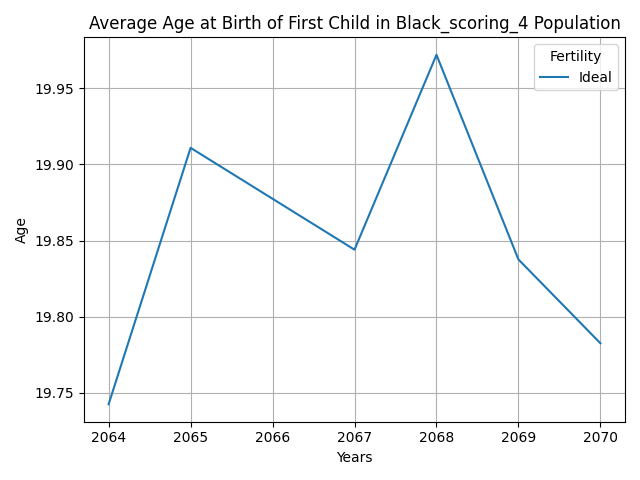 Average Age at Birth of First Child in Black_scoring_4 Population
Fertility
Ideal
Age
19.95
19.90
19.85
19.80
19.75
2064 2065 2066 2067 2068 2069 2070
Years